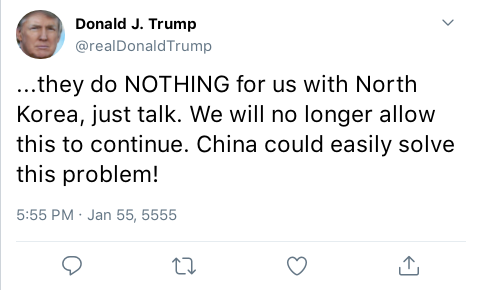 Donald J. Trump
@realDonaldTrump
...they do NOTHING for us with North
Korea, just talk. We will no longer allow
this to continue. China could easily solve
this problem!
5:55 PM · Jan 55, 5555